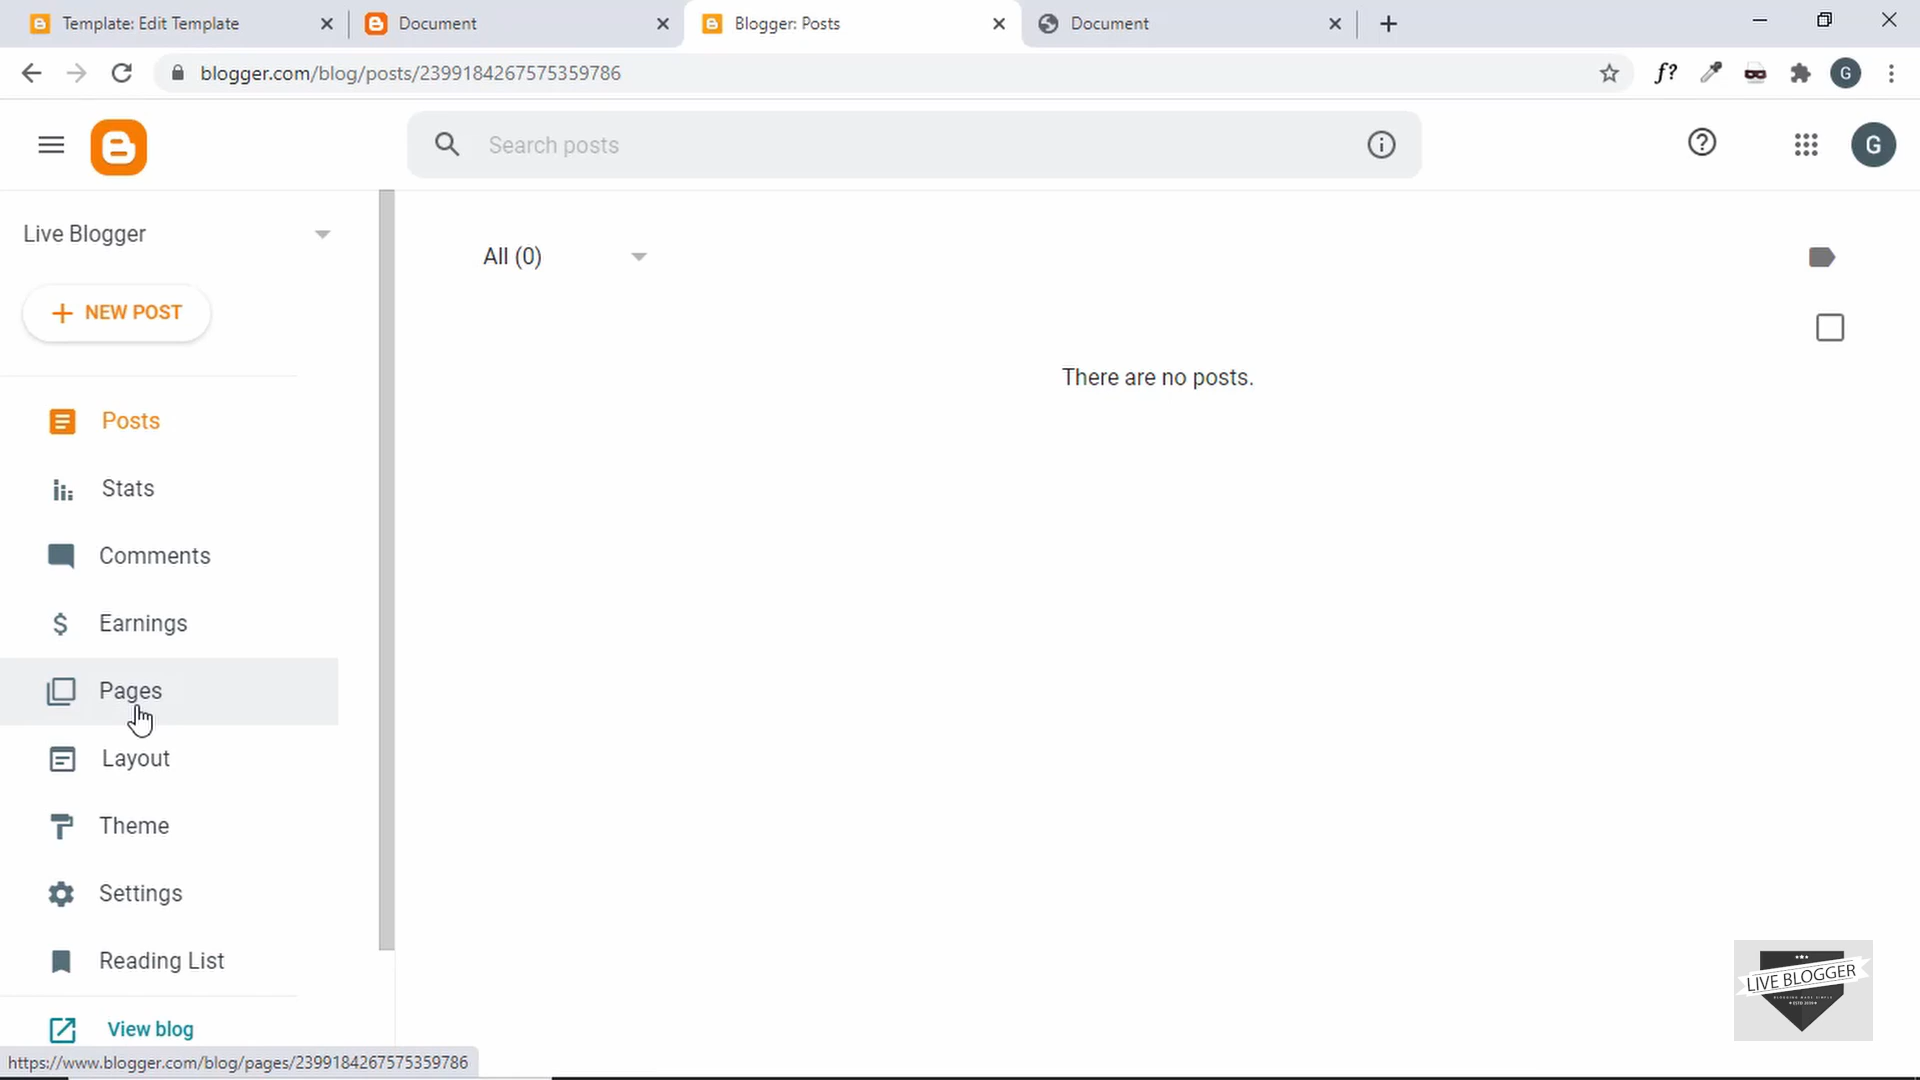 Template: Edit Template
Document
Blogger: Posts
Document
blogger.com/blog/posts/2399184267575359786
f?
G
Search posts
G
Live Blogger
NEW POST
All (0)
There are no posts.
Posts
Stats
Comments
Earnings
Pages
Layout
Theme
Settings
Reading List
View blog
https://www.blogger.com/blog/pages/2399184267575359786
LIVE BLOGGER